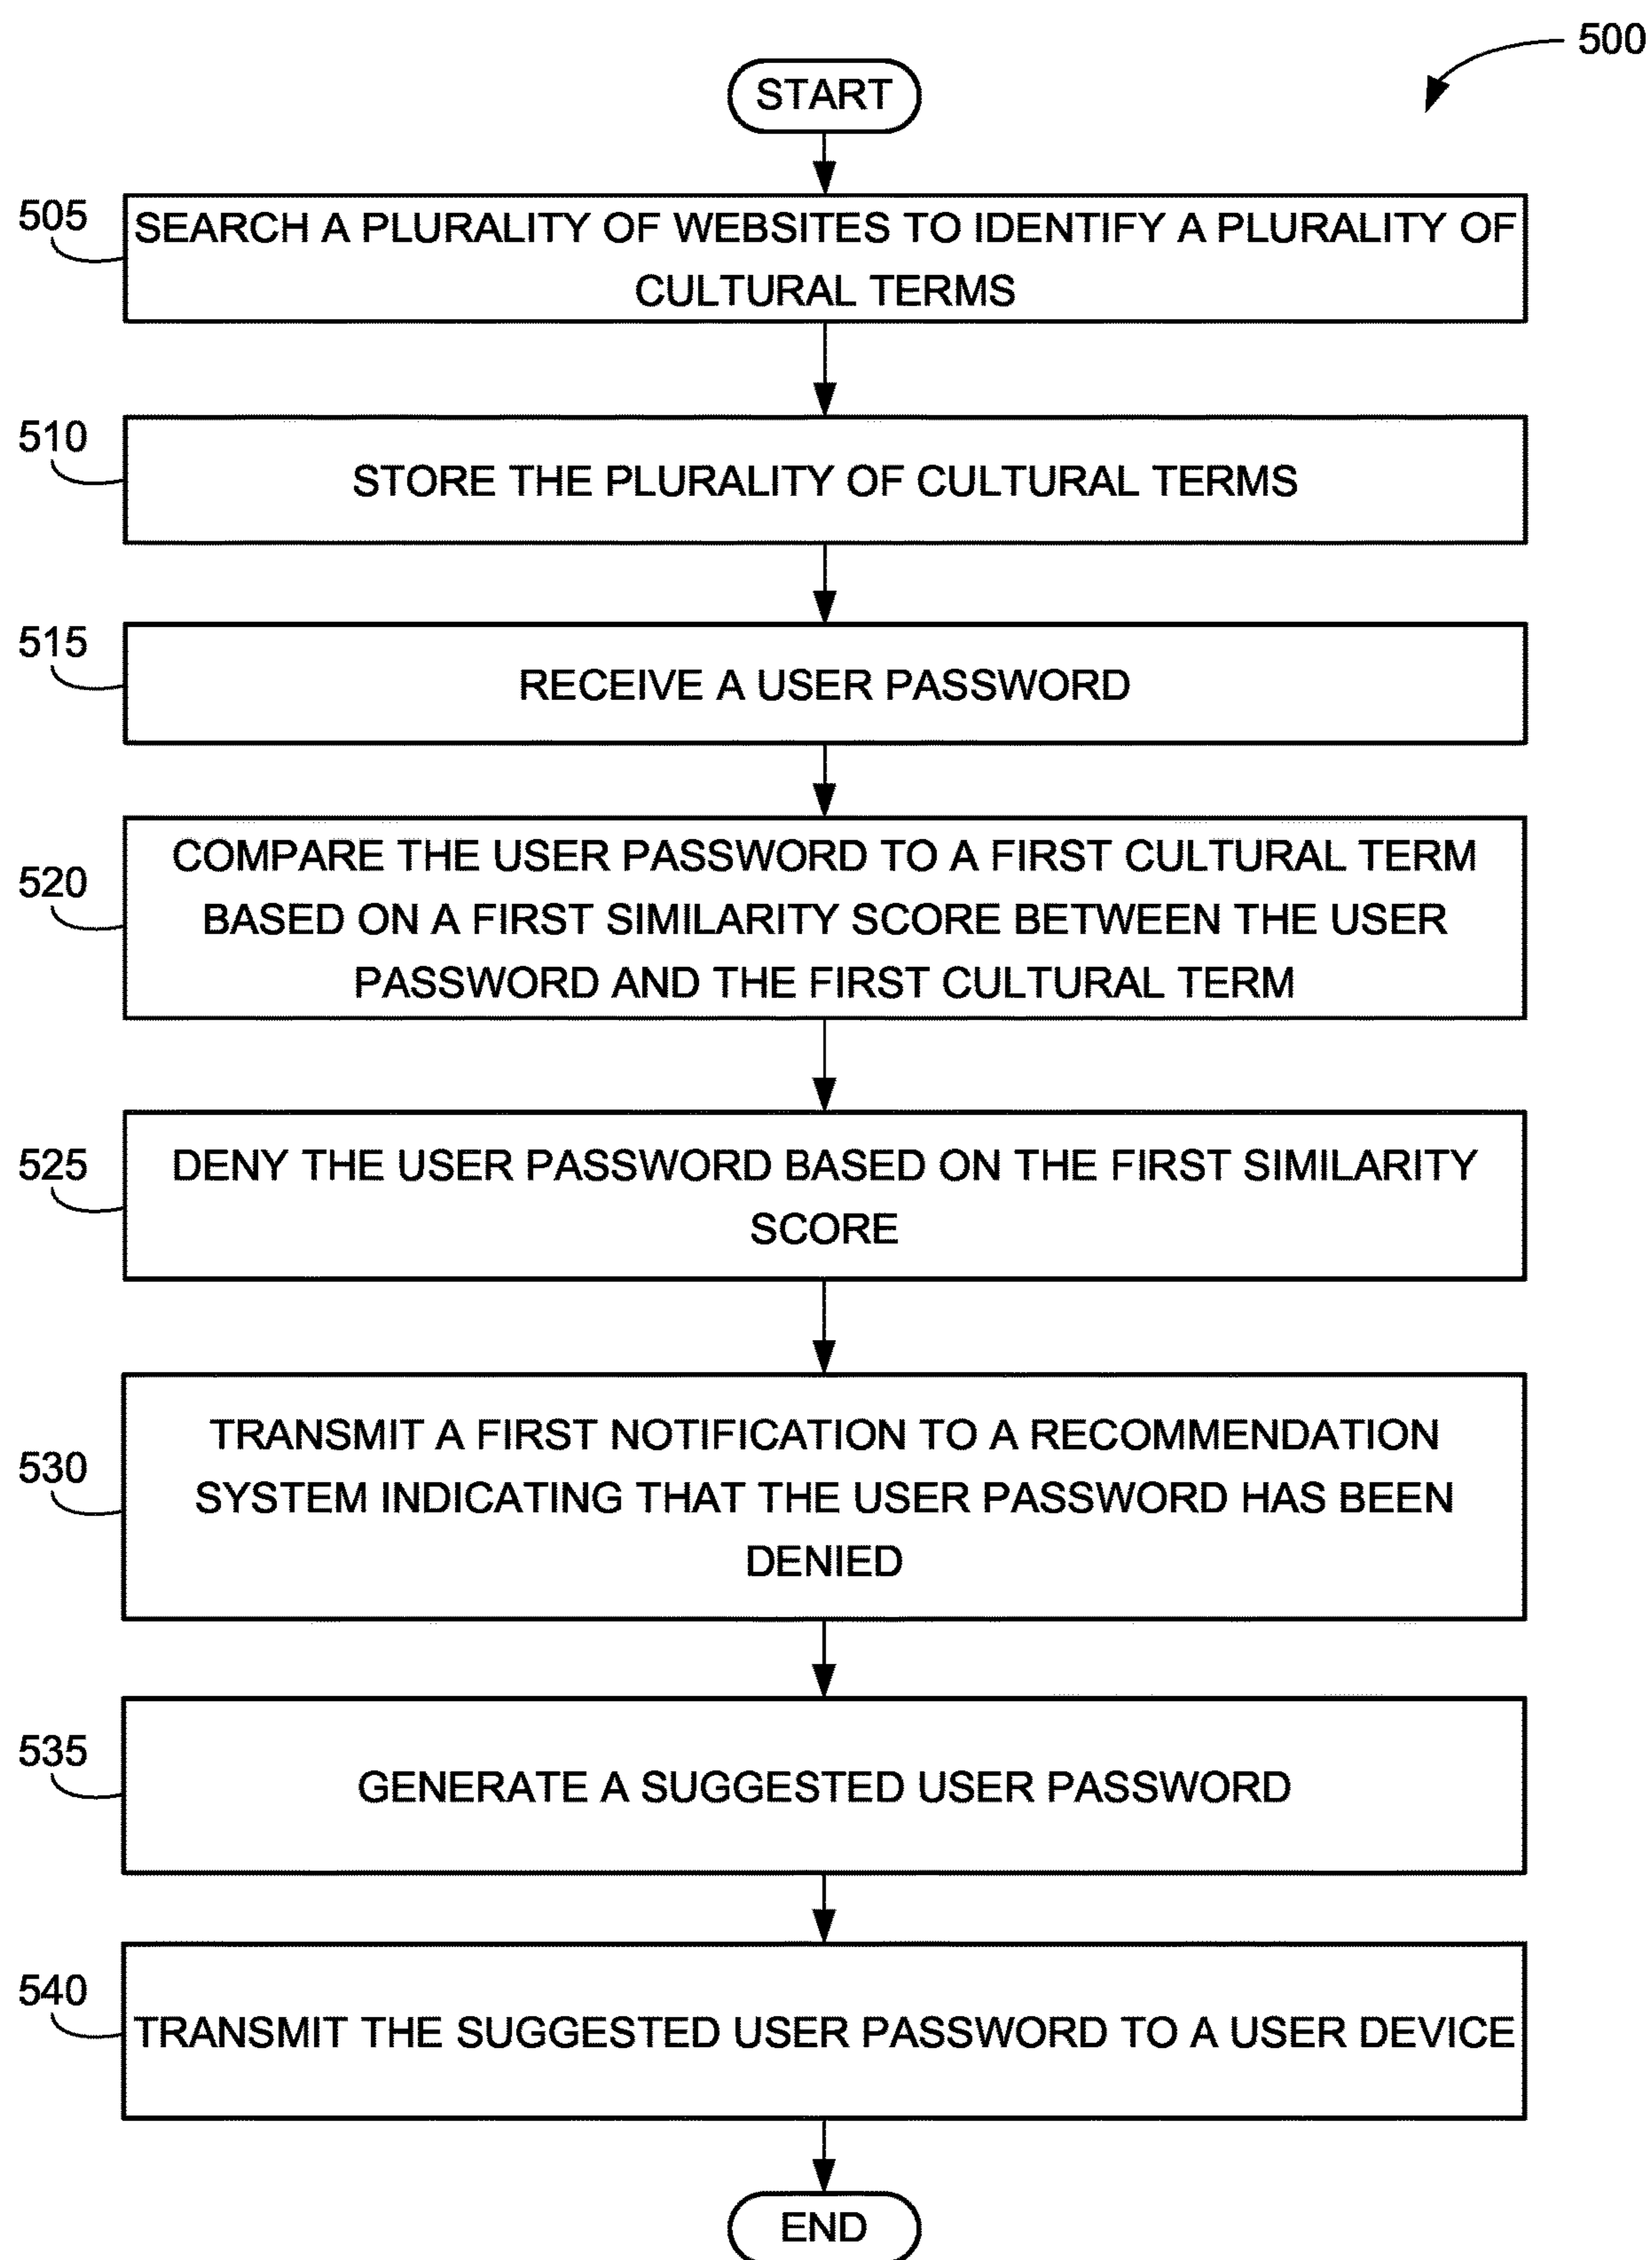 500
START
505
SEARCH A PLURALITY OF WEBSITES TO IDENTIFY A PLURALITY OF
CULTURAL TERMS
510
STORE THE PLURALITY OF CULTURAL TERMS
515
RECEIVE A USER PASSWORD
520
COMPARE THE USER PASSWORD TO A FIRST CULTURAL TERM
BASED ON A FIRST SIMILARITY SCORE BETWEEN THE USER
PASSWORD AND THE FIRST CULTURAL TERM
525
DENY THE USER PASSWORD BASED ON THE FIRST SIMILARITY
SCORE
530
TRANSMIT A FIRST NOTIFICATION TO A RECOMMENDATION
SYSTEM INDICATING THAT THE USER PASSWORD HAS BEEN
DENIED
535
GENERATE A SUGGESTED USER PASSWORD
540
TRANSMIT THE SUGGESTED USER PASSWORD TO A USER DEVICE
END